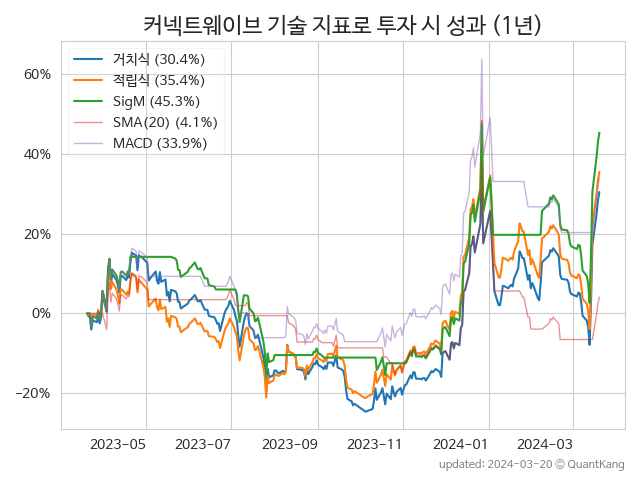 커넥트웨이브 기술 지표로 투자 시 성과 (1년)
거치식 (30.4%)
적립식 (35.4%)
SigM (45.3%)
SMA(20) (4.1%)
MACD (33.9%)
60%
40%
20%
0%
−20%
2023-05 2023-07 2023-09 2023-11 2024-01 2024-03
updated: 2024-03-20 © QuantKang